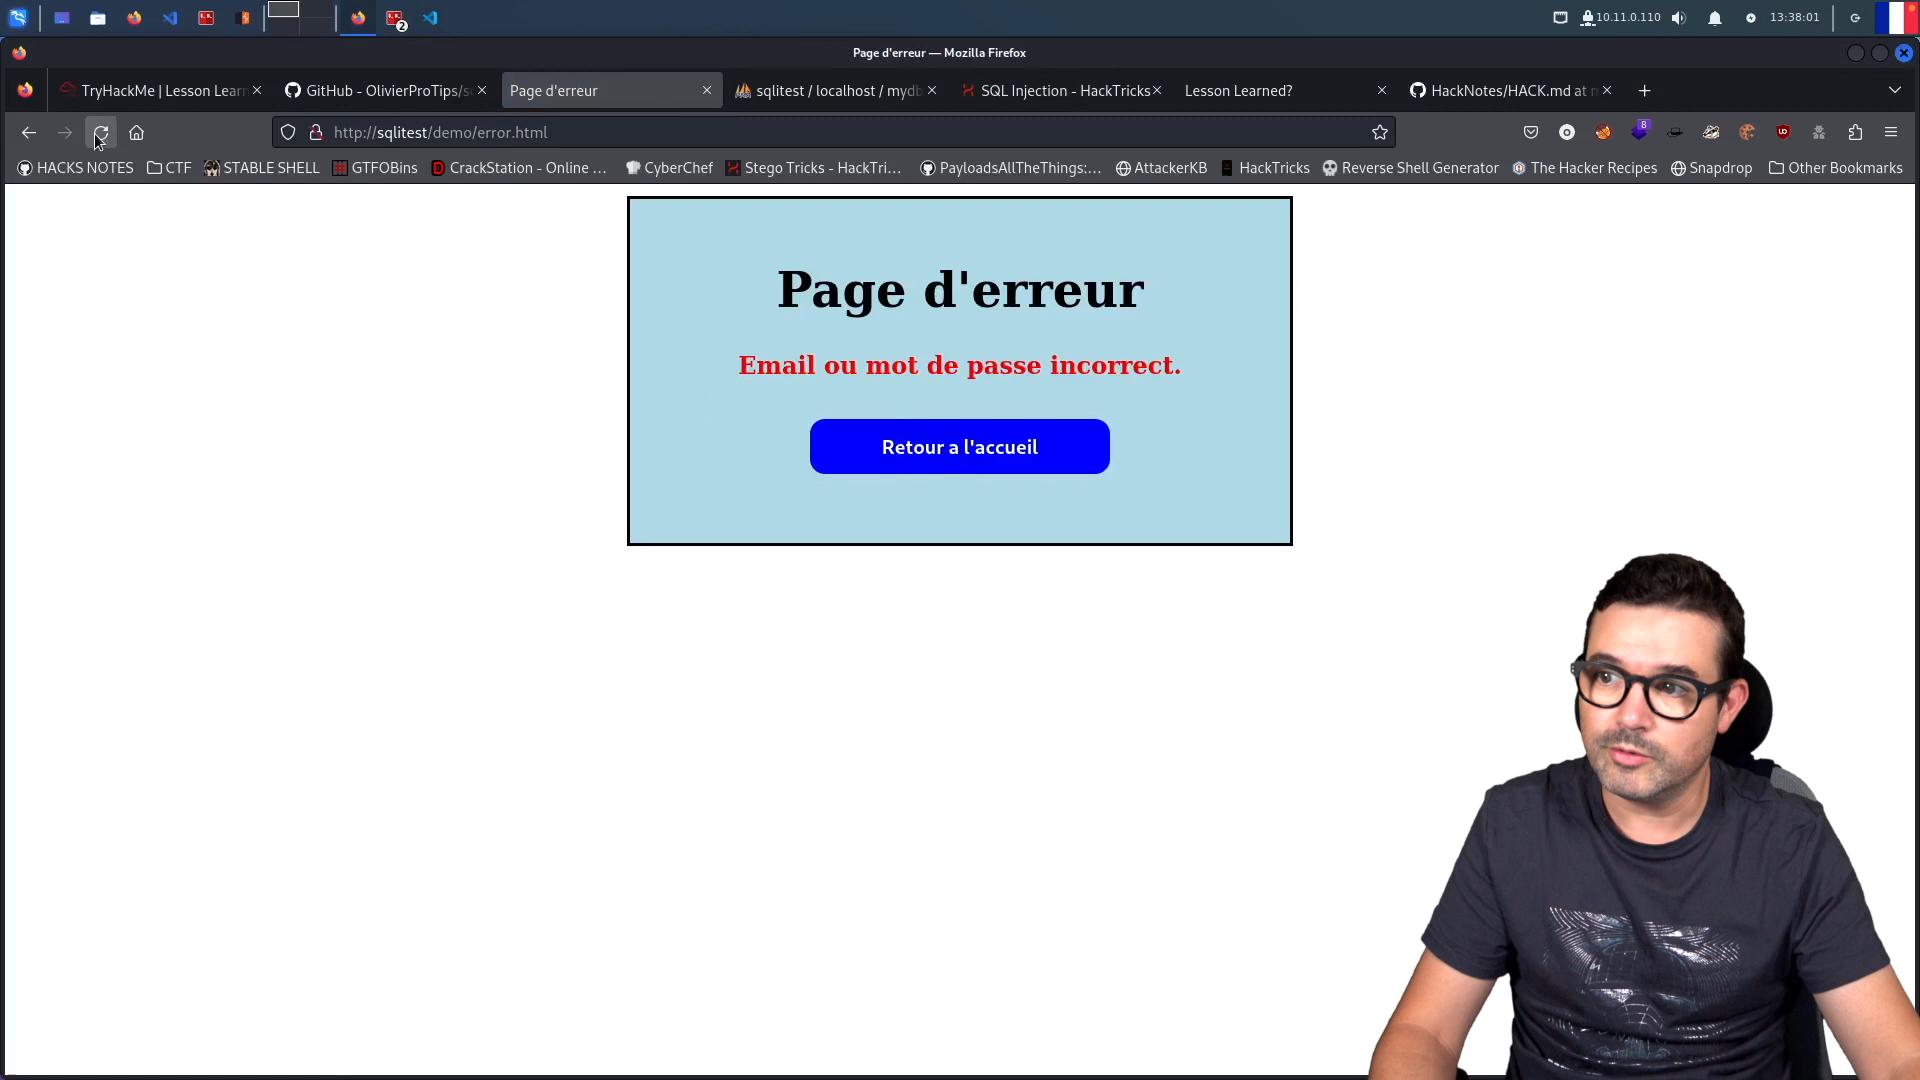 2
10.11.0.110
13:38:01
Page d'erreur — Mozilla Firefox
TryHackMe | Lesson Lear
GitHub - OlivierProTips/s
Page d'erreur
sqlitest / localhost / mydb
SQL Injection - HackTricks
Lesson Learned?
HackNotes/HACK.md at
http://sqlitest/demo/error.html
8
HACKS NOTES
CTF
STABLE SHELL
GTFOBins
CrackStation - Online ...
CyberChef
Stego Tricks - HackTri...
PayloadsAllTheThings:...
AttackerKB
HackTricks
Reverse Shell Generator
The Hacker Recipes
Snapdrop
Other Bookmarks
Page d'erreur
Email ou mot de passe incorrect.
Retour a l'accueil